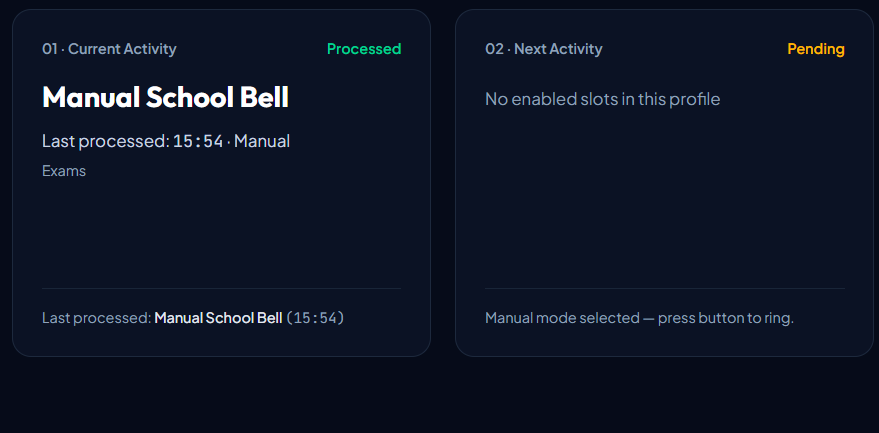 01 · Current Activity
Processed
Manual School Bell
Last processed: 15:54 · Manual
Exams
Last processed: Manual School Bell (15:54)
02 · Next Activity
Pending
No enabled slots in this profile
Manual mode selected — press button to ring.